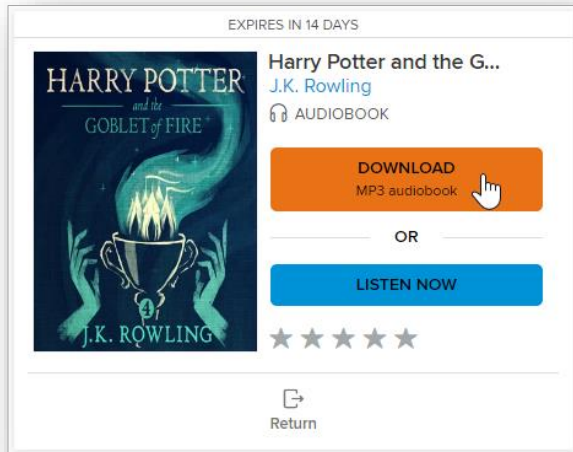 EXPIRES IN 14 DAYS
HARRY POTTER
and the
GOBLET of FIRE
4
J.K. ROWLING
Harry Potter and the G...
J.K. Rowling
AUDIOBOOK
DOWNLOAD
MP3 audiobook
OR
LISTEN NOW
Return